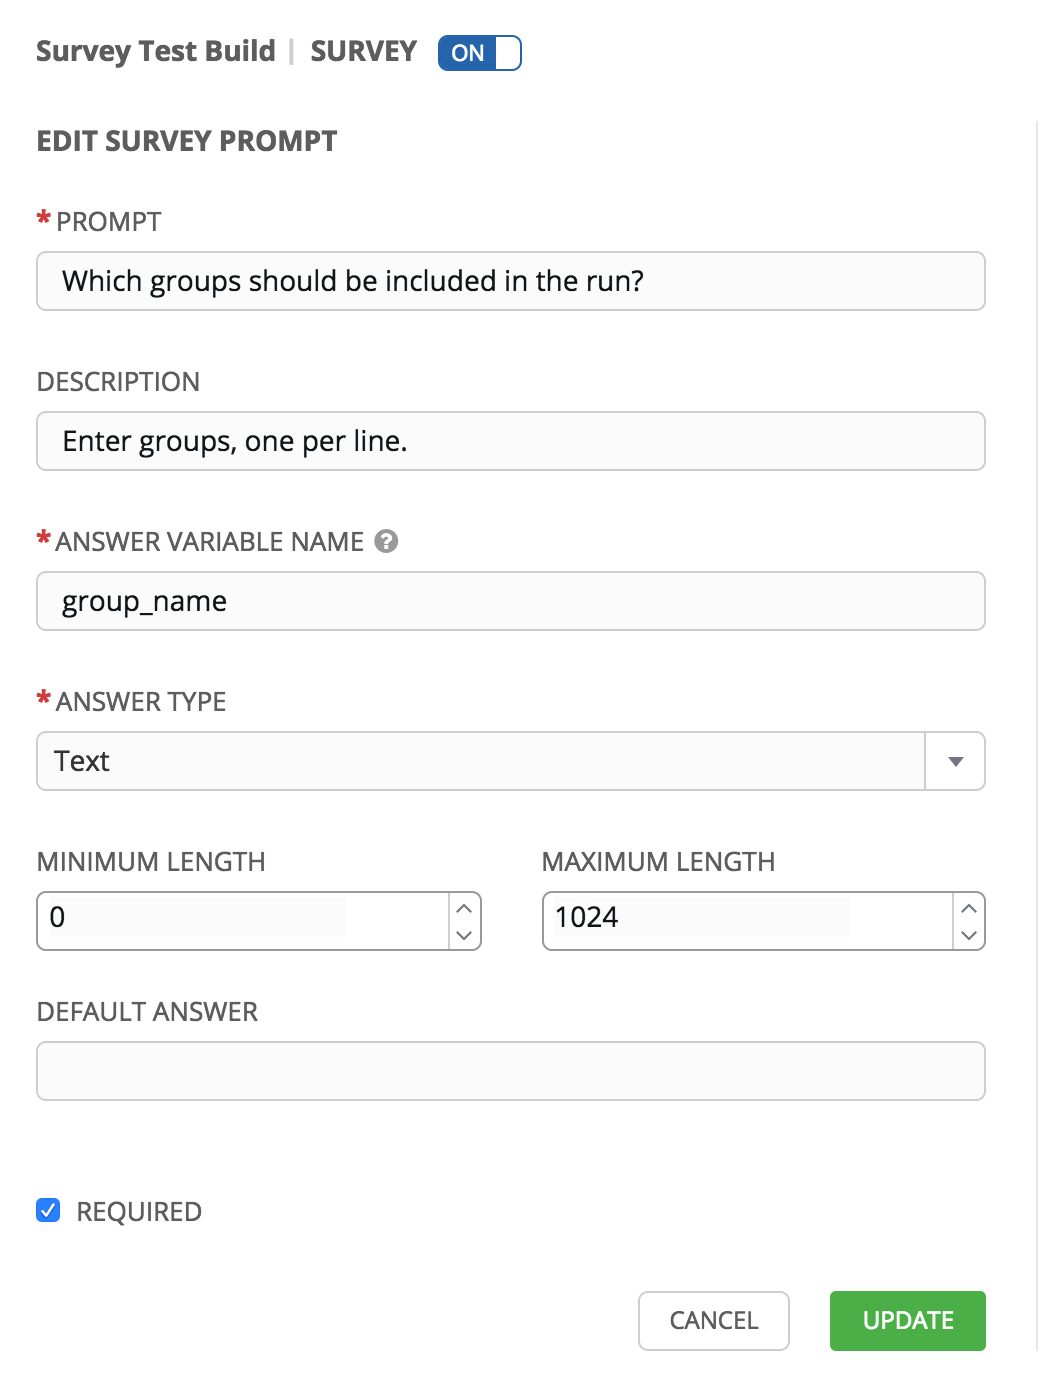 Survey Test Build | SURVEY ON
EDIT SURVEY PROMPT
* PROMPT
Which groups should be included in the run?
DESCRIPTION
Enter groups, one per line.
* ANSWER VARIABLE NAME ?
group_name
* ANSWER TYPE
Text
MINIMUM LENGTH MAXIMUM LENGTH
0 1024
DEFAULT ANSWER
REQUIRED
CANCEL UPDATE